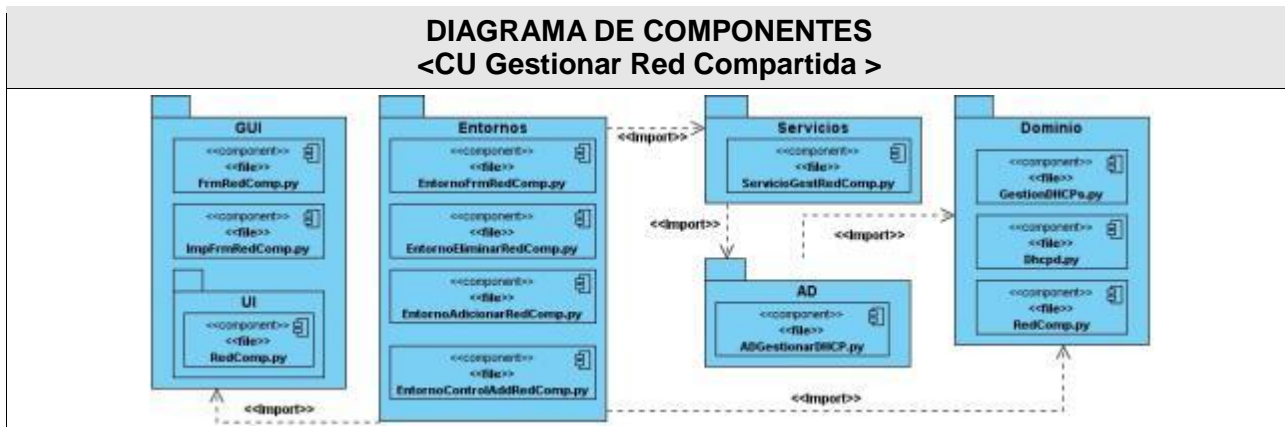 DIAGRAMA DE COMPONENTES
<CU Gestionar Red Compartida >
GUI
<<component>>
<<file>>
FrmRedComp.py
<<component>>
<<file>>
ImpFrmRedComp.py
UI
<<component>>
<<file>>
RedComp.py
Entornos
<<component>>
<<file>>
EntornoFrmRedComp.py
<<component>>
<<file>>
EntornoEliminarRedComp.py
<<component>>
<<file>>
EntornoAdicionarRedComp.py
<<component>>
<<file>>
EntornoControlAddRedComp.py
<<Import>>
Servicios
<<component>>
<<file>>
ServicioGestRedComp.py
<<Import>>
<<Import>>
AD
<<component>>
<<file>>
ADGestionarDHCP.py
Dominio
<<component>>
<<file>>
GestionDHCPs.py
<<component>>
<<file>>
Dhcpd.py
<<component>>
<<file>>
RedComp.py
<<Import>>
<<Import>>